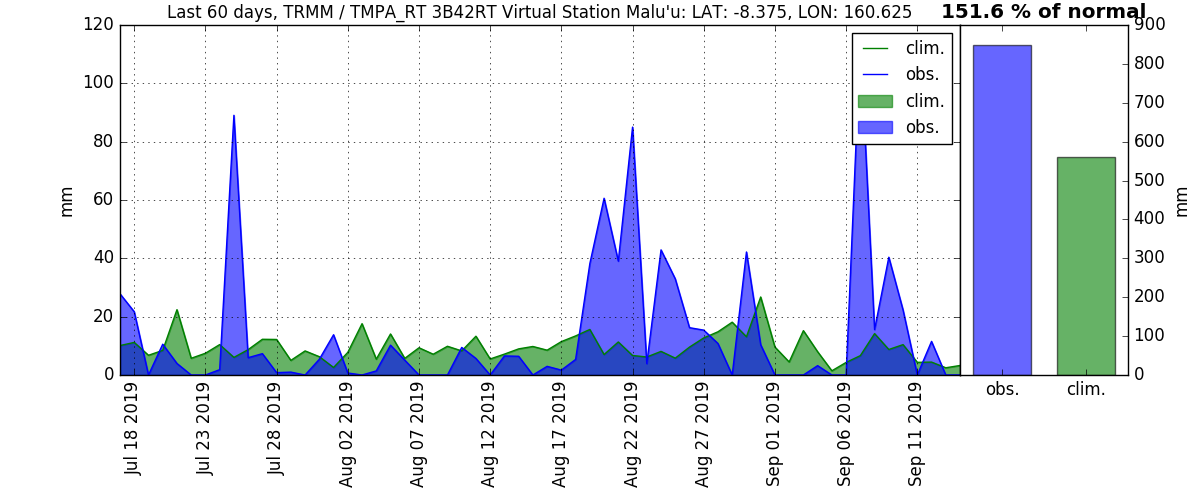 Last 60 days, TRMM / TMPA_RT 3B42RT Virtual Station Malu'u: LAT: -8.375, LON: 160.625
151.6 % of normal
120
100
80
60
40
20
0
mm
clim.
obs.
clim.
obs.
900
800
700
600
500
400
300
200
100
0
mm
Jul 18 2019
Jul 23 2019
Jul 28 2019
Aug 02 2019
Aug 07 2019
Aug 12 2019
Aug 17 2019
Aug 22 2019
Aug 27 2019
Sep 01 2019
Sep 06 2019
Sep 11 2019
obs.
clim.